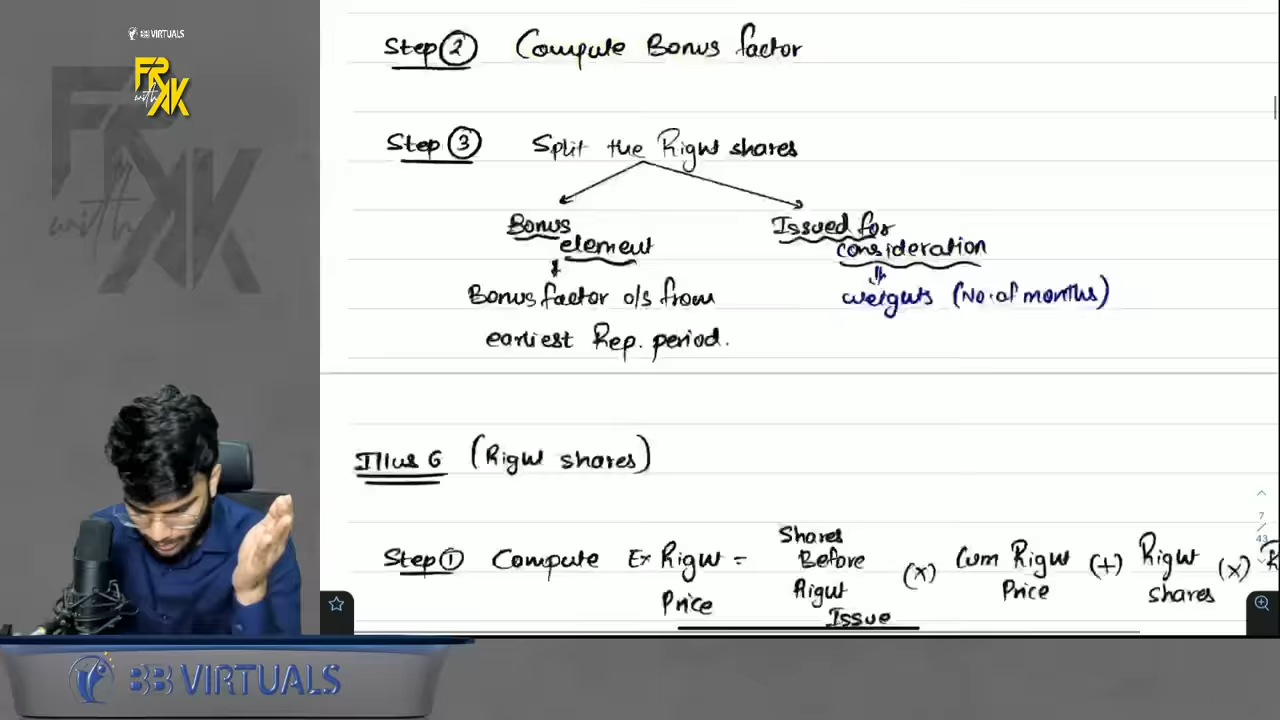 BB VIRTUALS
FR
with
KK
Step 2 Compute Bonus factor
Step 3 Split the Right shares
Bonus element
Issued for consideration
Bonus factor o/s from
earliest Rep. period.
weights (No. of months)
Illus 6 (Right shares)
Step 1 Compute Ex Right Price = Shares Before Right Issue (x) Cum Right Price (+) Right shares (x)
7
/
43
BB VIRTUALS